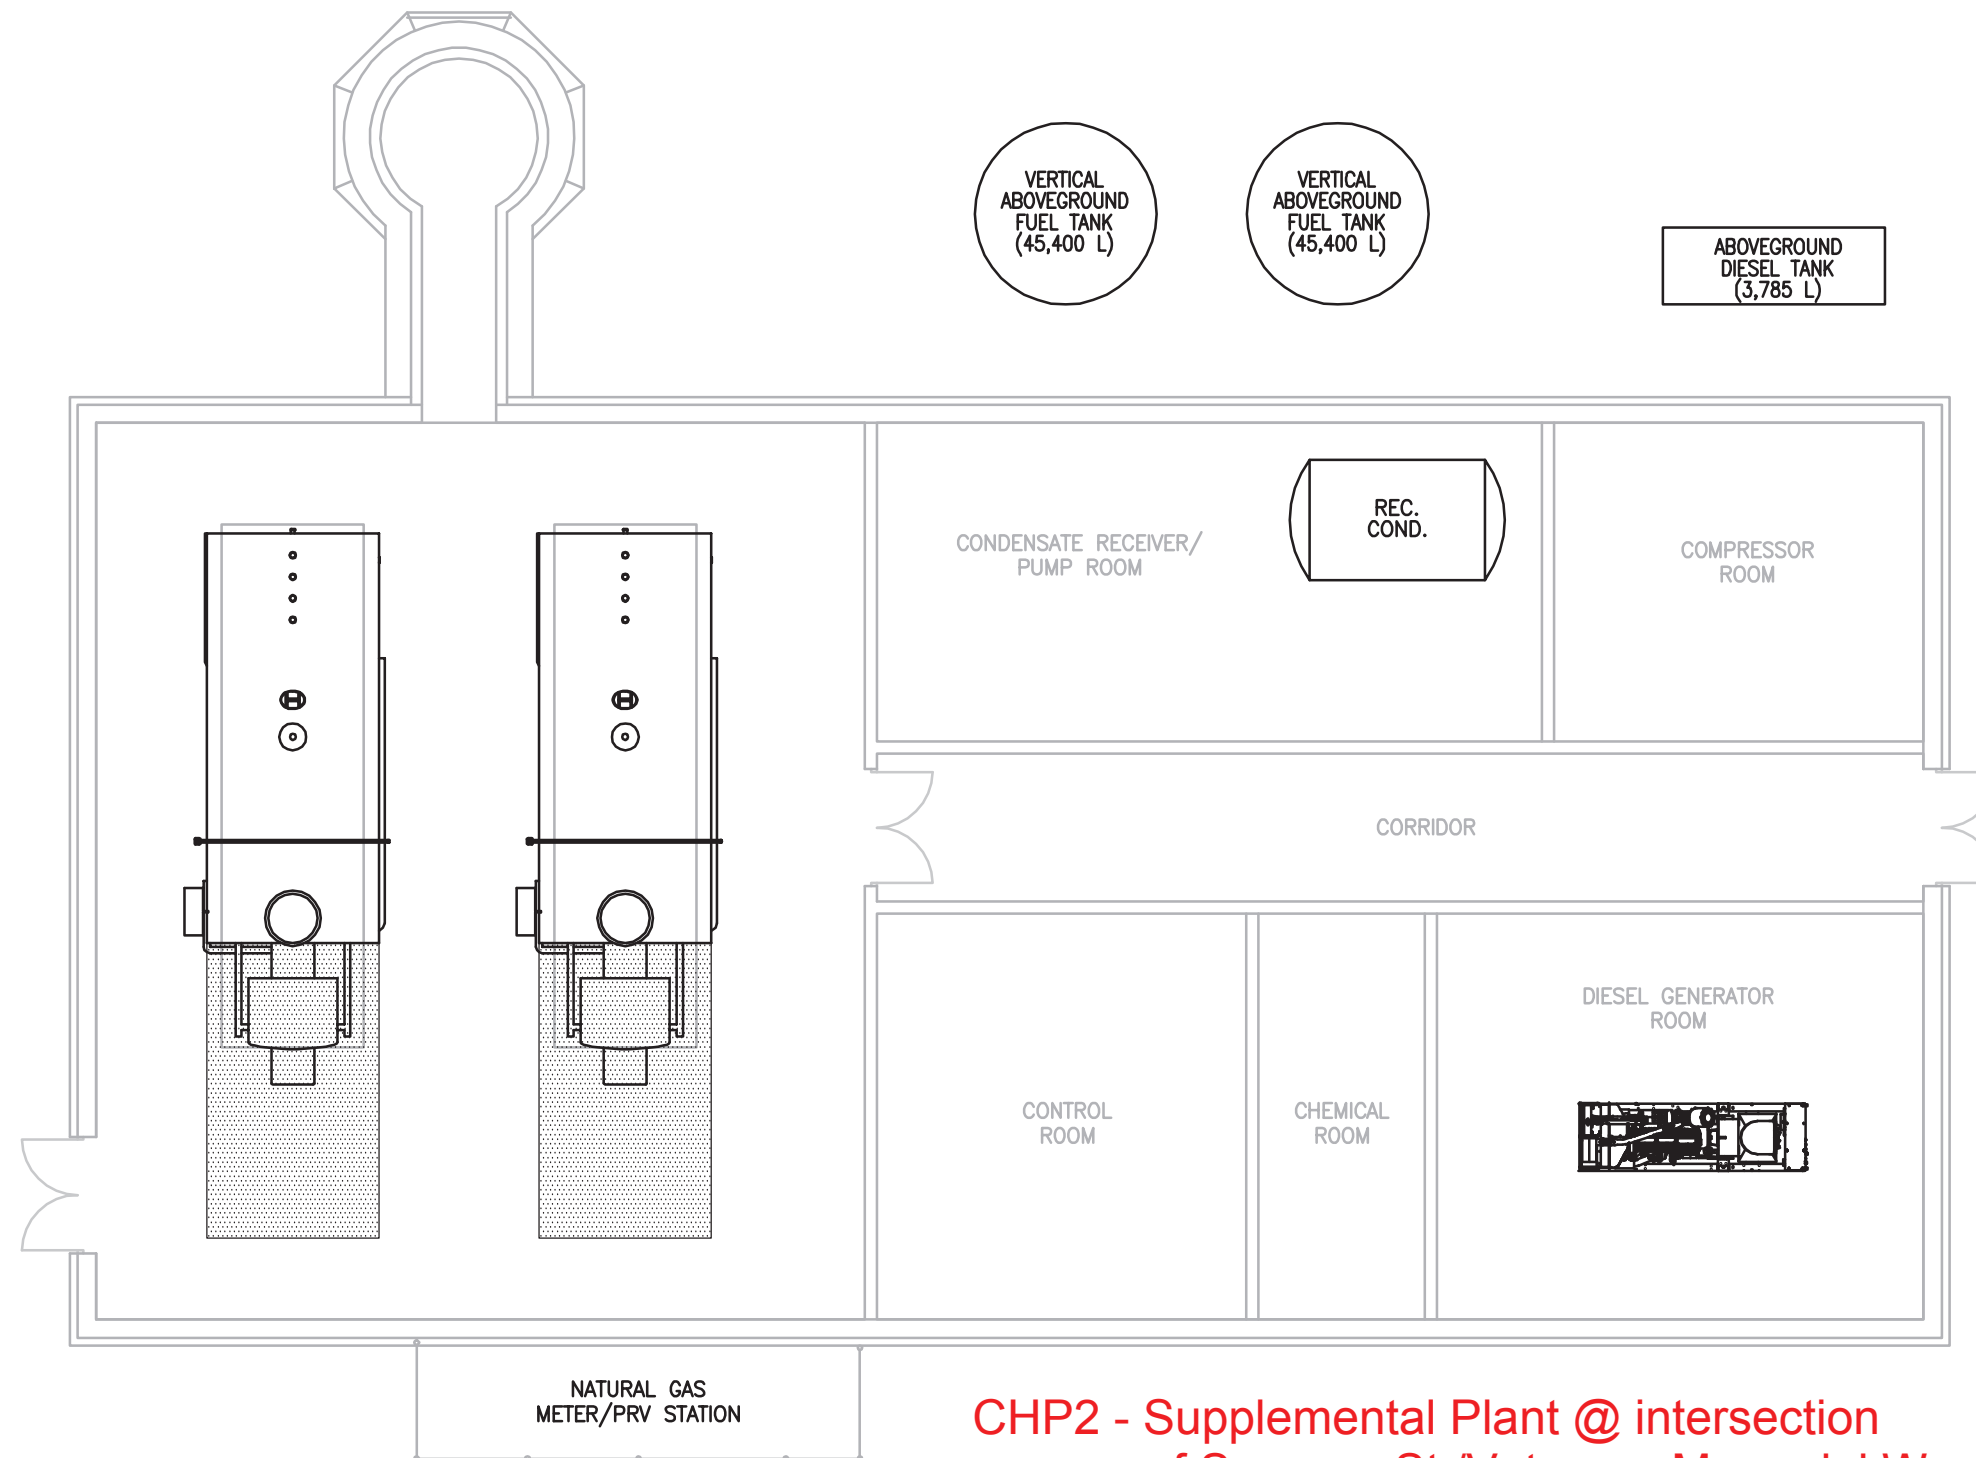 VERTICAL
ABOVEGROUND
FUEL TANK
(45,400 L)
VERTICAL
ABOVEGROUND
FUEL TANK
(45,400 L)
ABOVEGROUND
DIESEL TANK
(3,785 L)
REC.
COND.
CONDENSATE RECEIVER/
PUMP ROOM
COMPRESSOR
ROOM
CORRIDOR
DIESEL GENERATOR
ROOM
CONTROL
ROOM
CHEMICAL
ROOM
NATURAL GAS
METER/PRV STATION
CHP2 - Supplemental Plant @ intersection